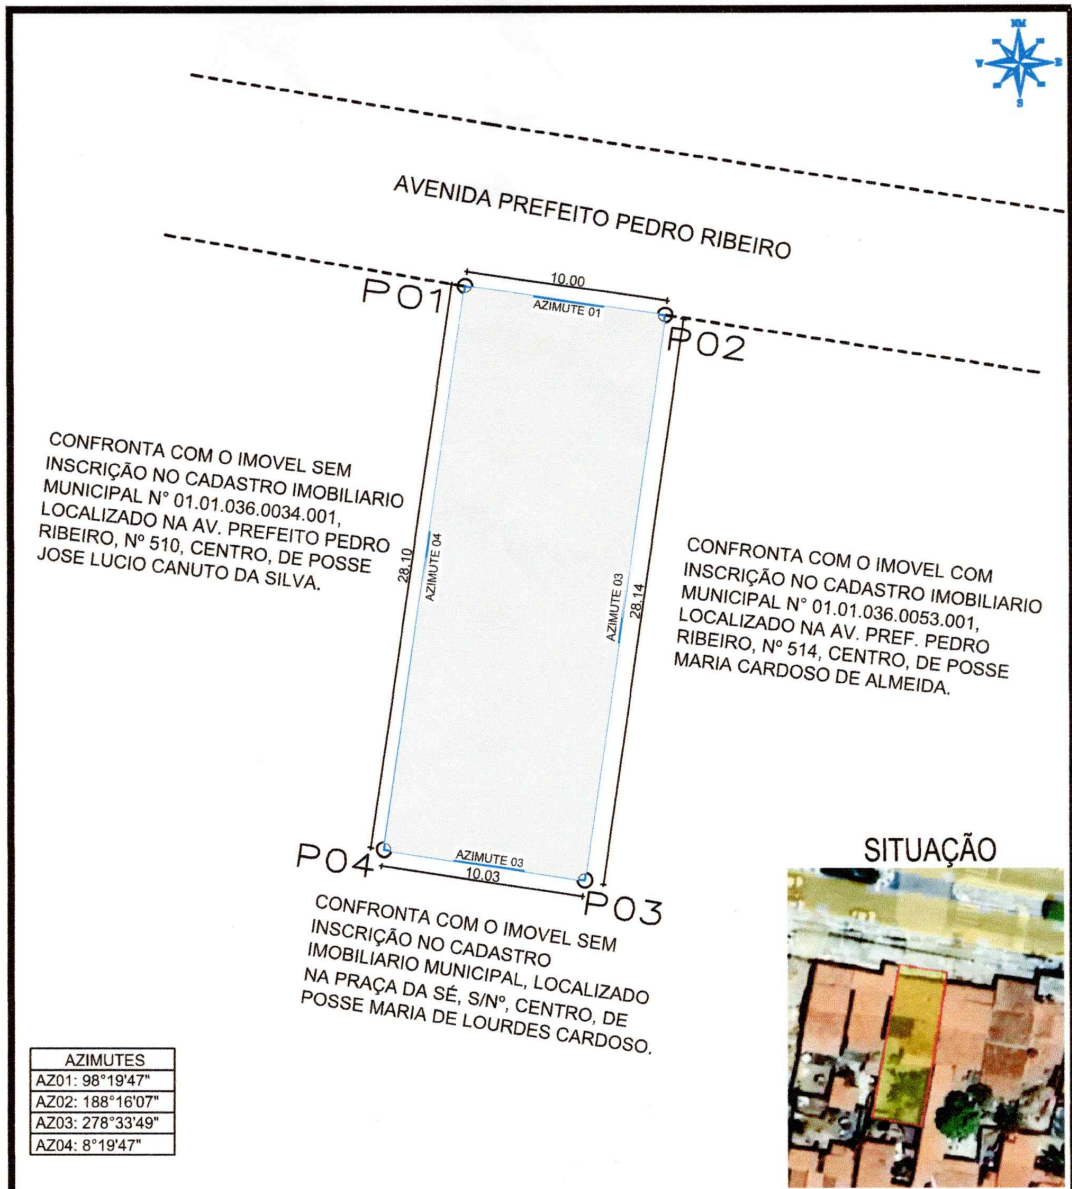 NM
W
E
S
AVENIDA PREFEITO PEDRO RIBEIRO
10.00
AZIMUTE 01
P01
P02
CONFRONTA COM O IMOVEL SEM
INSCRIÇÃO NO CADASTRO IMOBILIARIO
MUNICIPAL N° 01.01.036.0034.001,
LOCALIZADO NA AV. PREFEITO PEDRO
RIBEIRO, Nº 510, CENTRO, DE POSSE
JOSE LUCIO CANUTO DA SILVA.
28.10
AZIMUTE 04
AZIMUTE 03
28.14
CONFRONTA COM O IMOVEL COM
INSCRIÇÃO NO CADASTRO IMOBILIARIO
MUNICIPAL N° 01.01.036.0053.001,
LOCALIZADO NA AV. PREF. PEDRO
RIBEIRO, Nº 514, CENTRO, DE POSSE
MARIA CARDOSO DE ALMEIDA.
P04
AZIMUTE 03
10.03
P03
CONFRONTA COM O IMOVEL SEM
INSCRIÇÃO NO CADASTRO
IMOBILIARIO MUNICIPAL, LOCALIZADO
NA PRAÇA DA SÉ, S/Nº, CENTRO, DE
POSSE MARIA DE LOURDES CARDOSO.
SITUAÇÃO
AZIMUTES
AZ01: 98°19'47"
AZ02: 188°16'07"
AZ03: 278°33'49"
AZ04: 8°19'47"